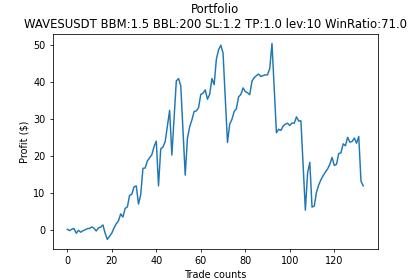 Portfolio
WAVESUSDT BBM:1.5 BBL:200 SL:1.2 TP:1.0 lev:10 WinRatio:71.0
Profit ($)
50
40
30
20
10
0
0 20 40 60 80 100 120
Trade counts